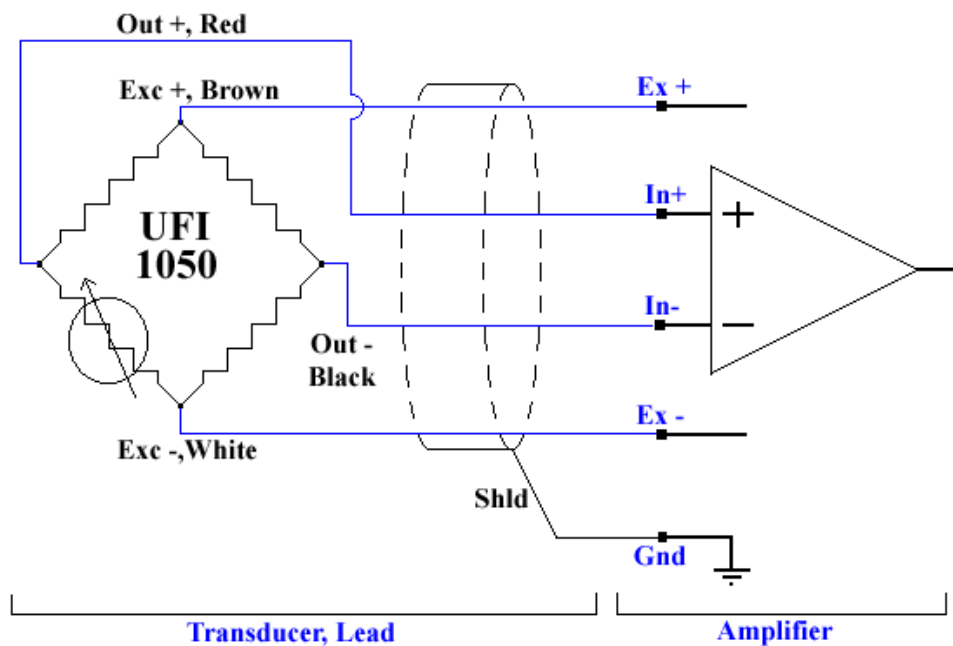 Out +, Red
Exc +, Brown
Ex +
UFI
1050
In+
+
In-
−
Out -
Black
Ex -
Exc -,White
Shld
Gnd
Transducer, Lead
Amplifier